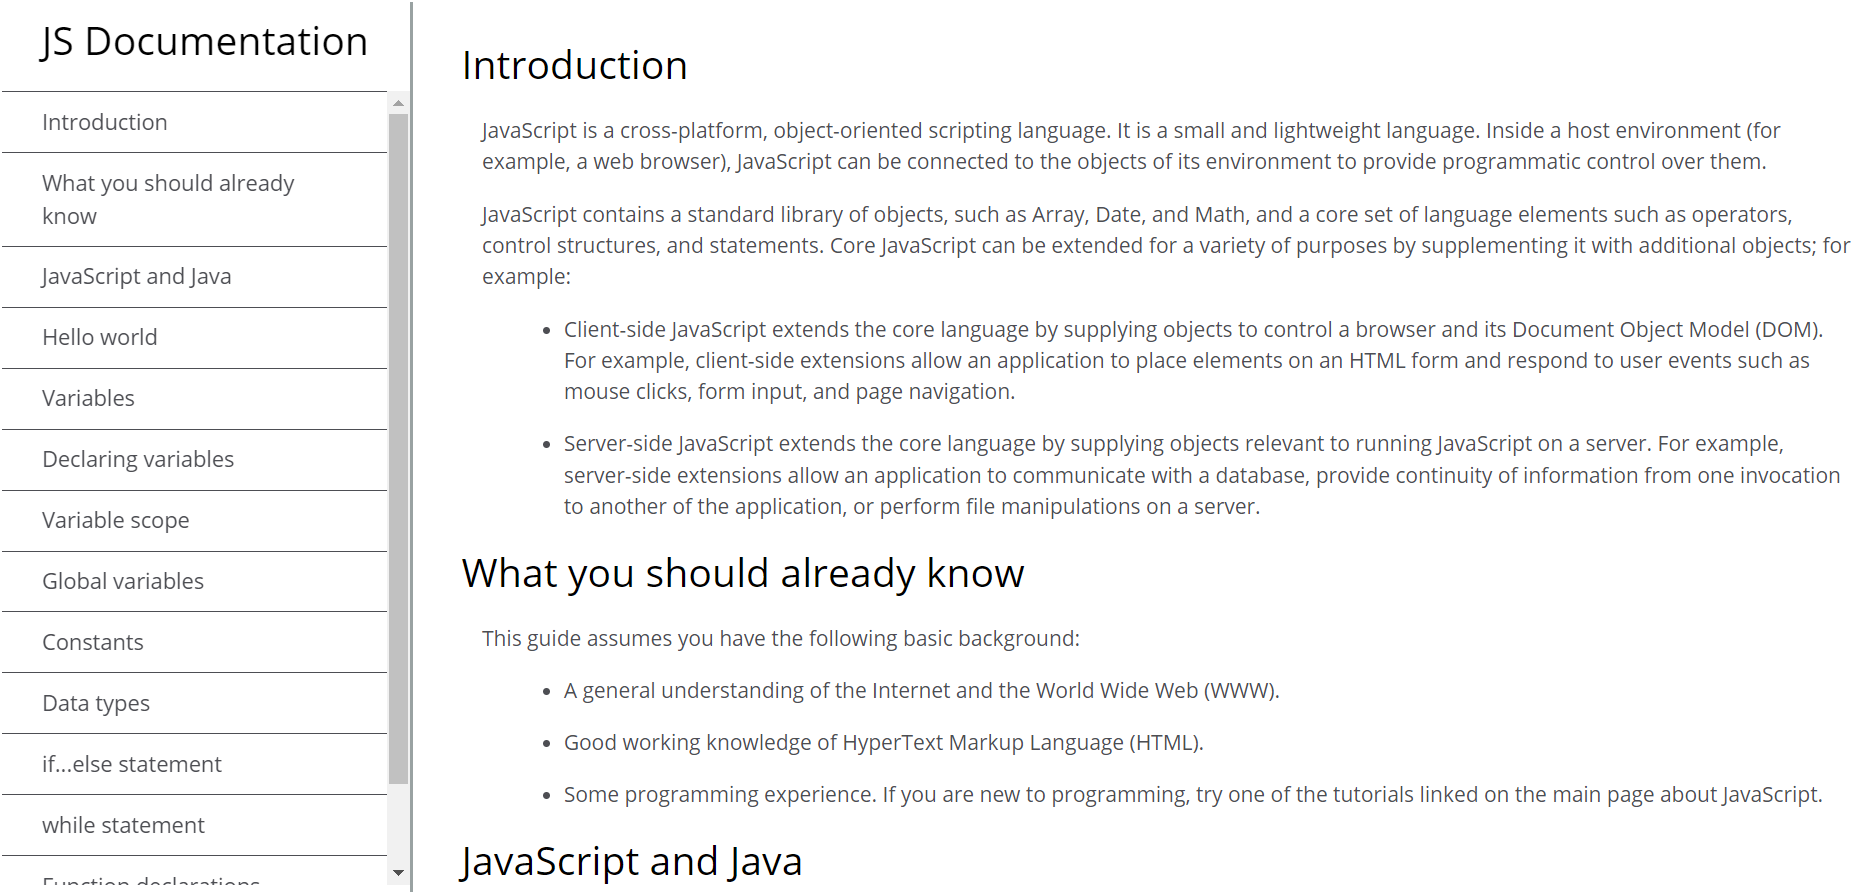 JS Documentation
Introduction
What you should already
know
JavaScript and Java
Hello world
Variables
Declaring variables
Variable scope
Global variables
Constants
Data types
if...else statement
while statement
Function declarations
Introduction
JavaScript is a cross-platform, object-oriented scripting language. It is a small and lightweight language. Inside a host environment (for
example, a web browser), JavaScript can be connected to the objects of its environment to provide programmatic control over them.
JavaScript contains a standard library of objects, such as Array, Date, and Math, and a core set of language elements such as operators,
control structures, and statements. Core JavaScript can be extended for a variety of purposes by supplementing it with additional objects; for
example:
• Client-side JavaScript extends the core language by supplying objects to control a browser and its Document Object Model (DOM).
For example, client-side extensions allow an application to place elements on an HTML form and respond to user events such as
mouse clicks, form input, and page navigation.
• Server-side JavaScript extends the core language by supplying objects relevant to running JavaScript on a server. For example,
server-side extensions allow an application to communicate with a database, provide continuity of information from one invocation
to another of the application, or perform file manipulations on a server.
What you should already know
This guide assumes you have the following basic background:
• A general understanding of the Internet and the World Wide Web (WWW).
• Good working knowledge of HyperText Markup Language (HTML).
• Some programming experience. If you are new to programming, try one of the tutorials linked on the main page about JavaScript.
JavaScript and Java